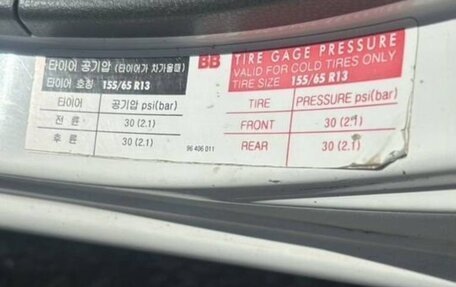 타이어 공기압 (타이어가 차가울때)
타이어 호칭 155/65 R13
타이어 공기압 psi(bar)
전 륜 30 (2.1)
후 륜 30 (2.1)
96 406 011
BB
TIRE GAGE PRESSURE
VALID FOR COLD TIRES ONLY
TIRE SIZE 155/65 R13
TIRE PRESSURE psi(bar)
FRONT 30 (2.1)
REAR 30 (2.1)